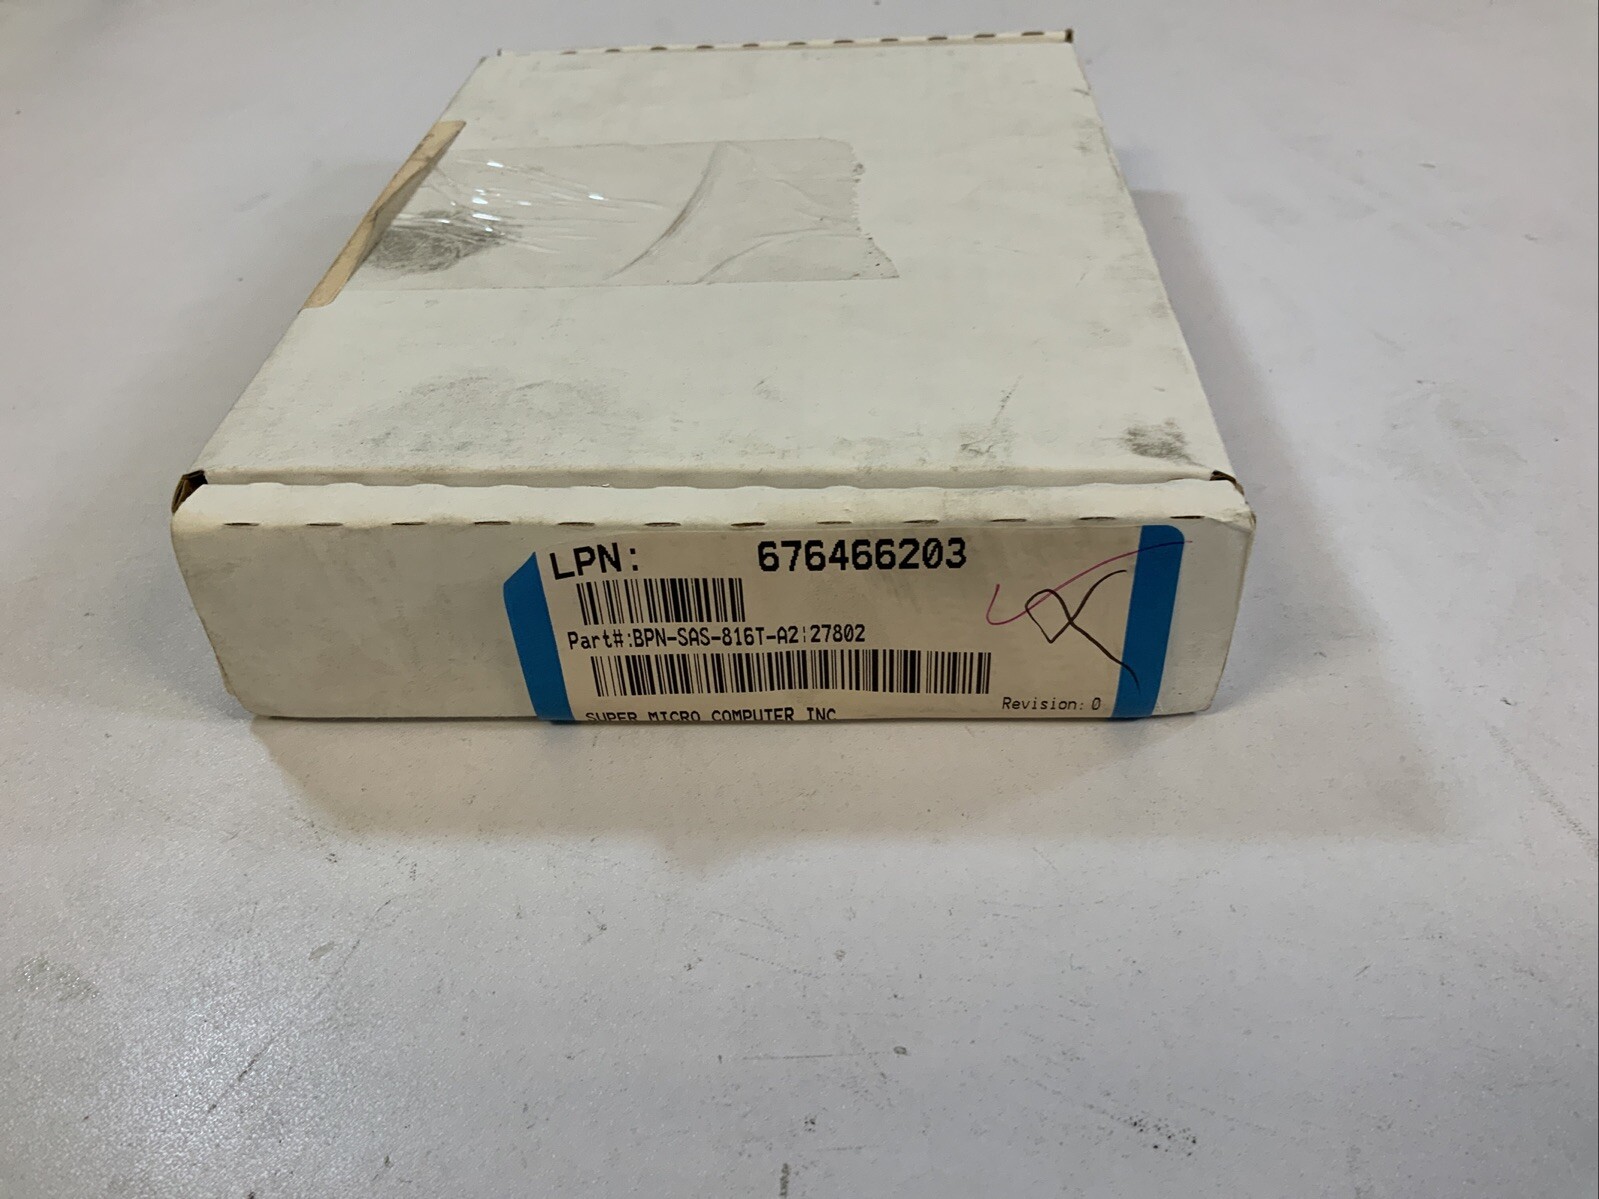 LPN: 676466203
Part#:BPN-SAS-816T-A2¦27802
Revision: 0
SUPER MICRO COMPUTER INC